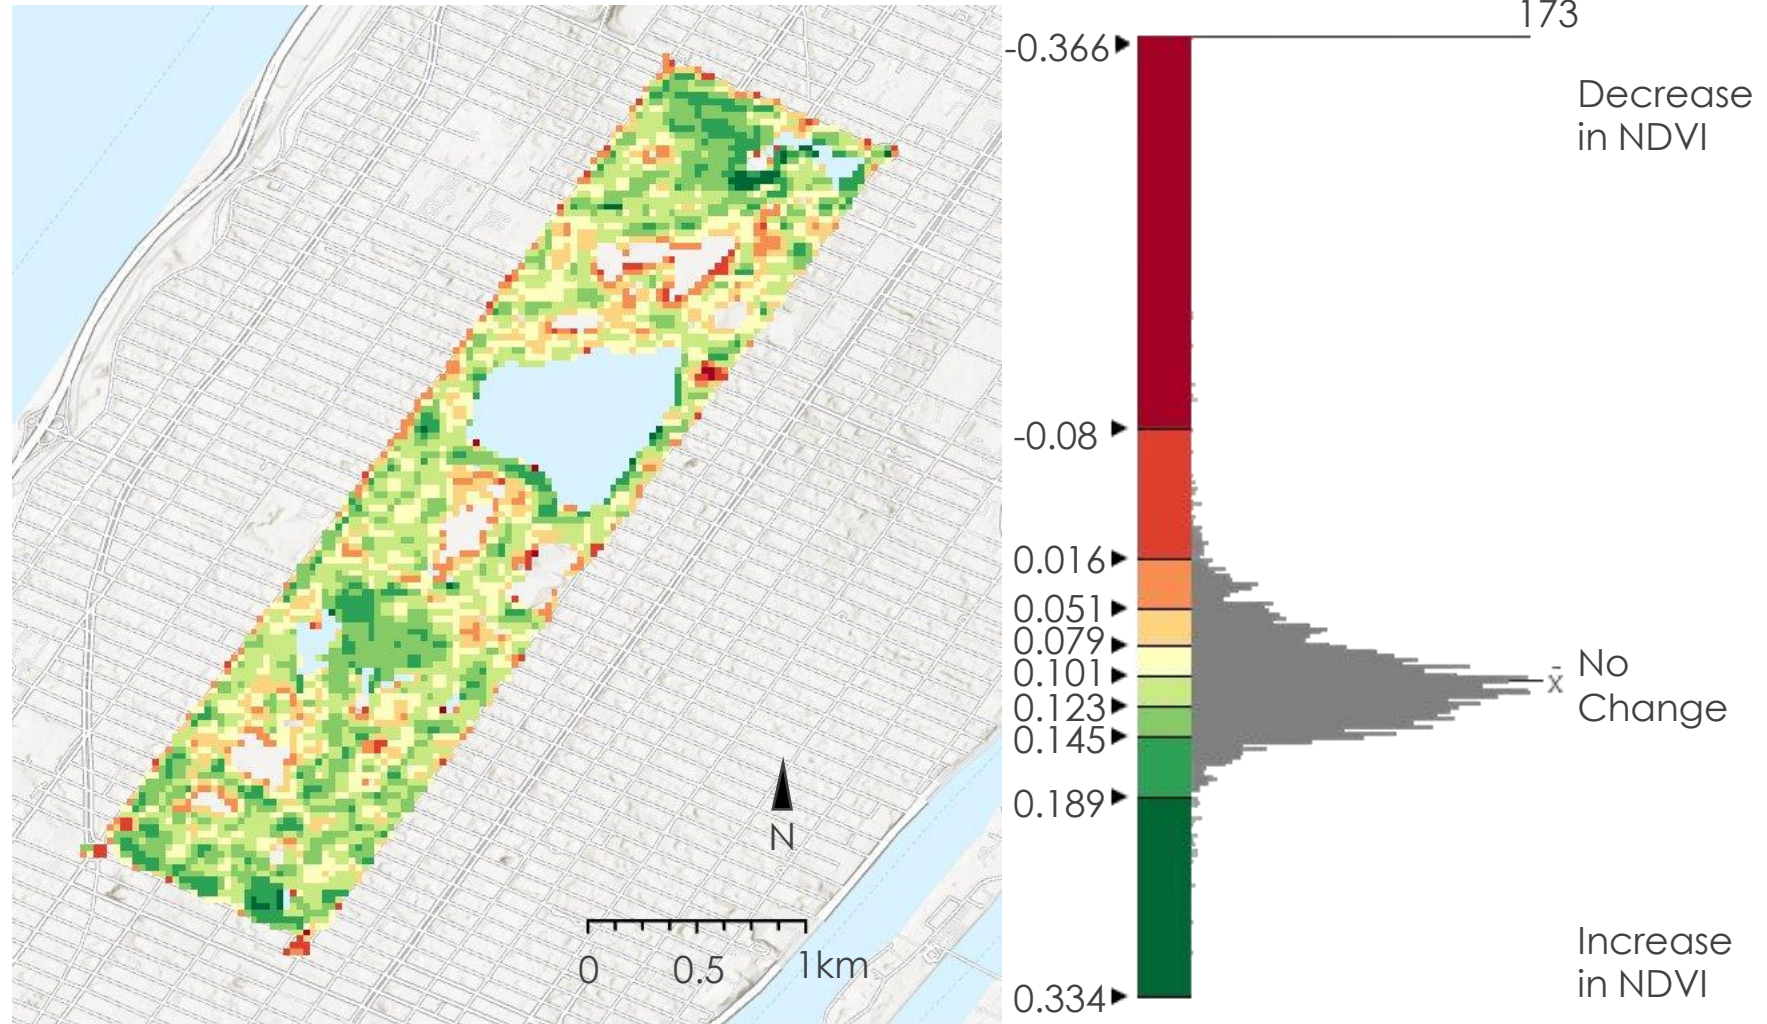 173
-0.366
Decrease
in NDVI
-0.08
0.016
0.051
0.079
0.101
0.123
0.145
x̄
No
Change
0.189
N
0 0.5 1km
Increase
in NDVI
0.334